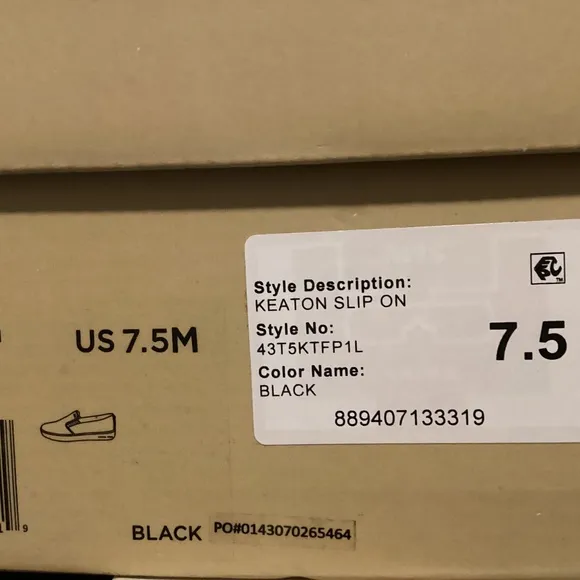 Style Description:
KEATON SLIP ON
Style No:
43T5KTFP1L
7.5
Color Name:
BLACK
889407133319
US 7.5M
9
BLACK
PO#0143070265464